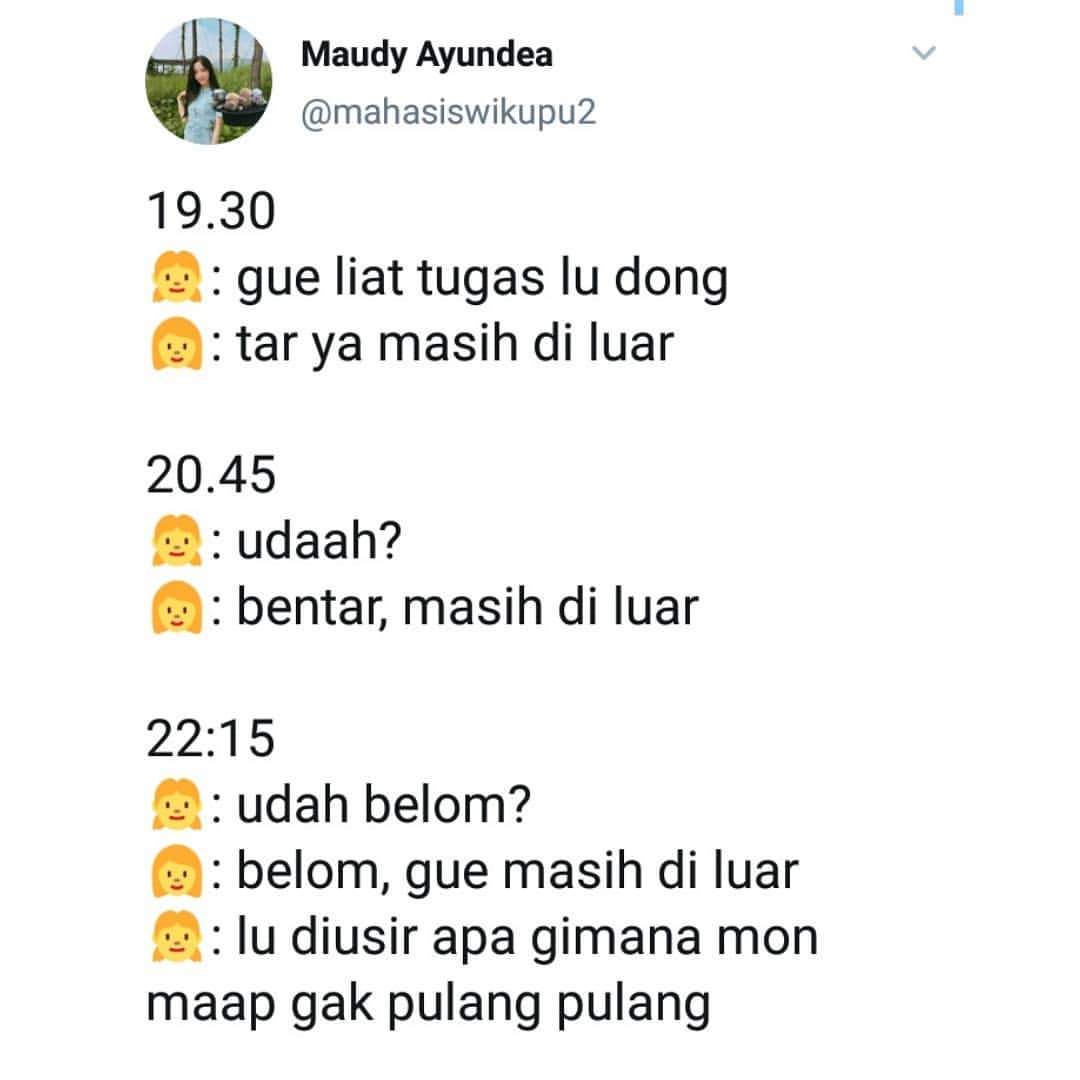 Maudy Ayundea
@mahasiswikupu2
19.30
👧: gue liat tugas lu dong
👩: tar ya masih di luar
20.45
👧: udaah?
👩: bentar, masih di luar
22:15
👧: udah belom?
👩: belom, gue masih di luar
👧: lu diusir apa gimana mon
maap gak pulang pulang